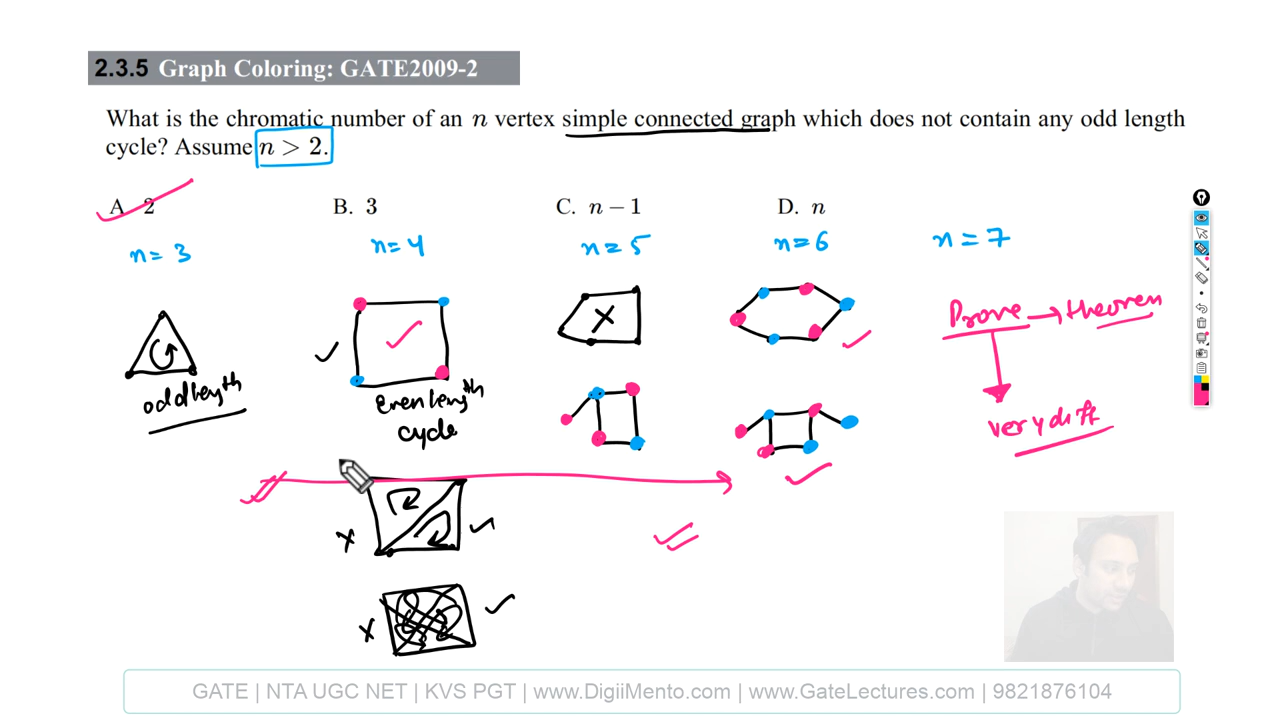 2.3.5 Graph Coloring: GATE2009-2
What is the chromatic number of an n vertex simple connected graph which does not contain any odd length
cycle? Assume n > 2.
A. 2 B. 3 C. n − 1 D. n
n = 3 n = 4 n = 5 n = 6 n = 7
Prove → theorem
odd length
Even length
cycle
very diff
GATE | NTA UGC NET | KVS PGT | www.DigiiMento.com | www.GateLectures.com | 9821876104